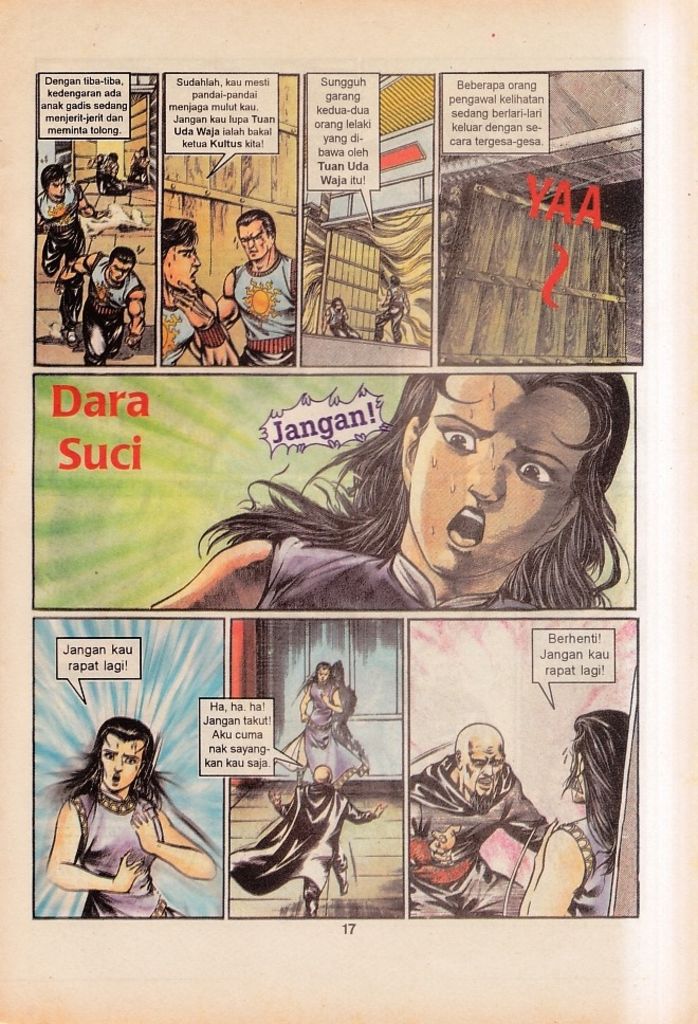 Dengan tiba-tiba,
kedengaran ada
anak gadis sedang
menjerit-jerit dan
meminta tolong.
Sudahlah, kau mesti
pandai-pandai
menjaga mulut kau.
Jangan kau lupa Tuan
Uda Waja ialah bakal
ketua Kultus kita!
Sungguh
garang
kedua-dua
orang lelaki
yang di-
bawa oleh
Tuan Uda
Waja itu!
Beberapa orang
pengawal kelihatan
sedang berlari-lari
keluar dengan se-
cara tergesa-gesa.
YAA
Dara
Suci
Jangan!
Jangan kau
rapat lagi!
Ha, ha. ha!
Jangan takut!
Aku cuma
nak sayang-
kan kau saja.
Berhenti!
Jangan kau
rapat lagi!
17